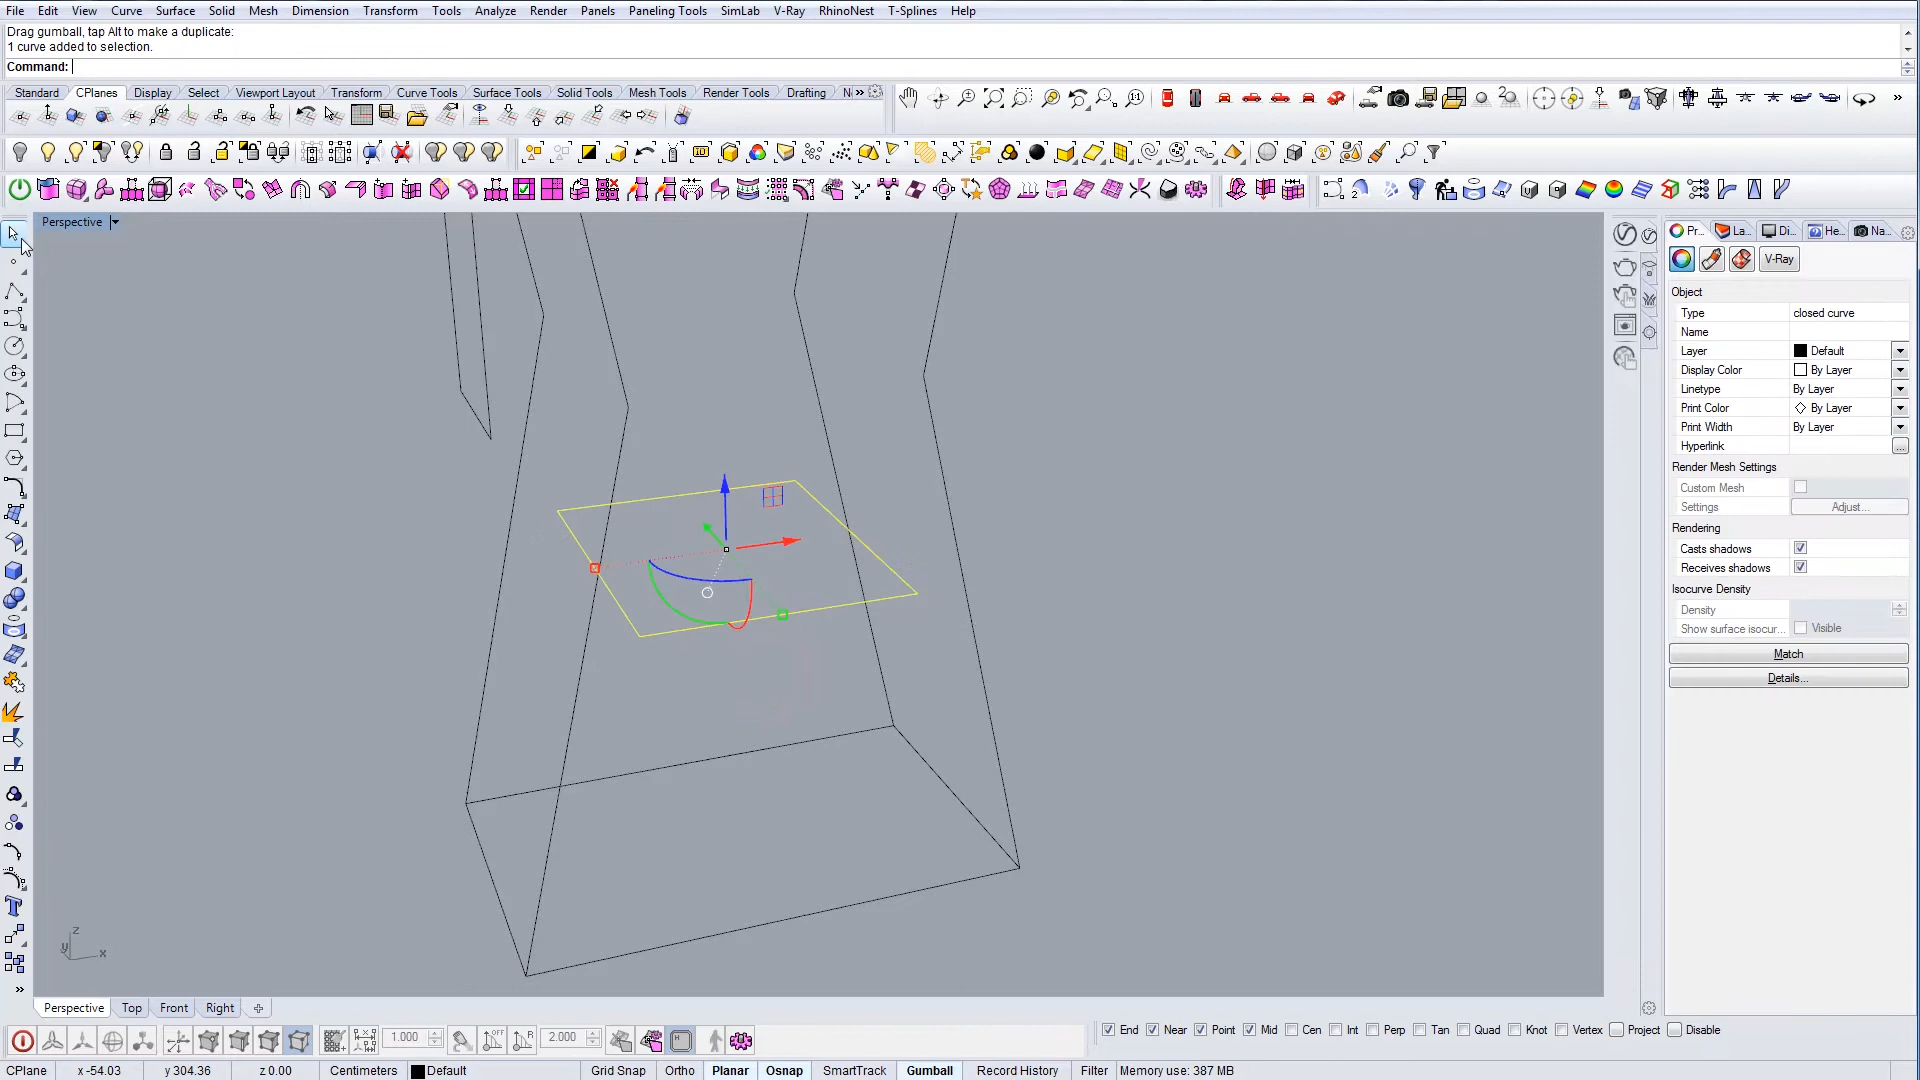 File Edit View Curve Surface Solid Mesh Dimension Transform Tools Analyze Render Panels Paneling Tools SimLab V-Ray RhinoNest T-Splines Help
Drag gumball, tap Alt to make a duplicate:
1 curve added to selection.
Command:
Standard CPlanes Display Select Viewport Layout Transform Curve Tools Surface Tools Solid Tools Mesh Tools Render Tools Drafting
Perspective
Pr... La... Di... He... Na...
V-Ray
Object
Type closed curve
Name
Layer Default
Display Color By Layer
Linetype By Layer
Print Color By Layer
Print Width By Layer
Hyperlink ...
Render Mesh Settings
Custom Mesh
Settings Adjust...
Rendering
Casts shadows
Receives shadows
Isocurve Density
Density
Show surface isocur... Visible
Match
Details...
z
y x
Perspective Top Front Right
1.000 2.000
End Near Point Mid Cen Int Perp Tan Quad Knot Vertex Project Disable
CPlane x -54.03 y 304.36 z 0.00 Centimeters Default Grid Snap Ortho Planar Osnap SmartTrack Gumball Record History Filter Memory use: 387 MB